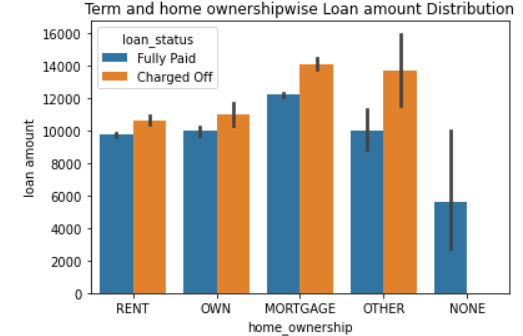 Term and home ownershipwise Loan amount Distribution
loan_status
Fully Paid
Charged Off
loan amount
16000
14000
12000
10000
8000
6000
4000
2000
0
RENT
OWN
MORTGAGE
OTHER
NONE
home_ownership